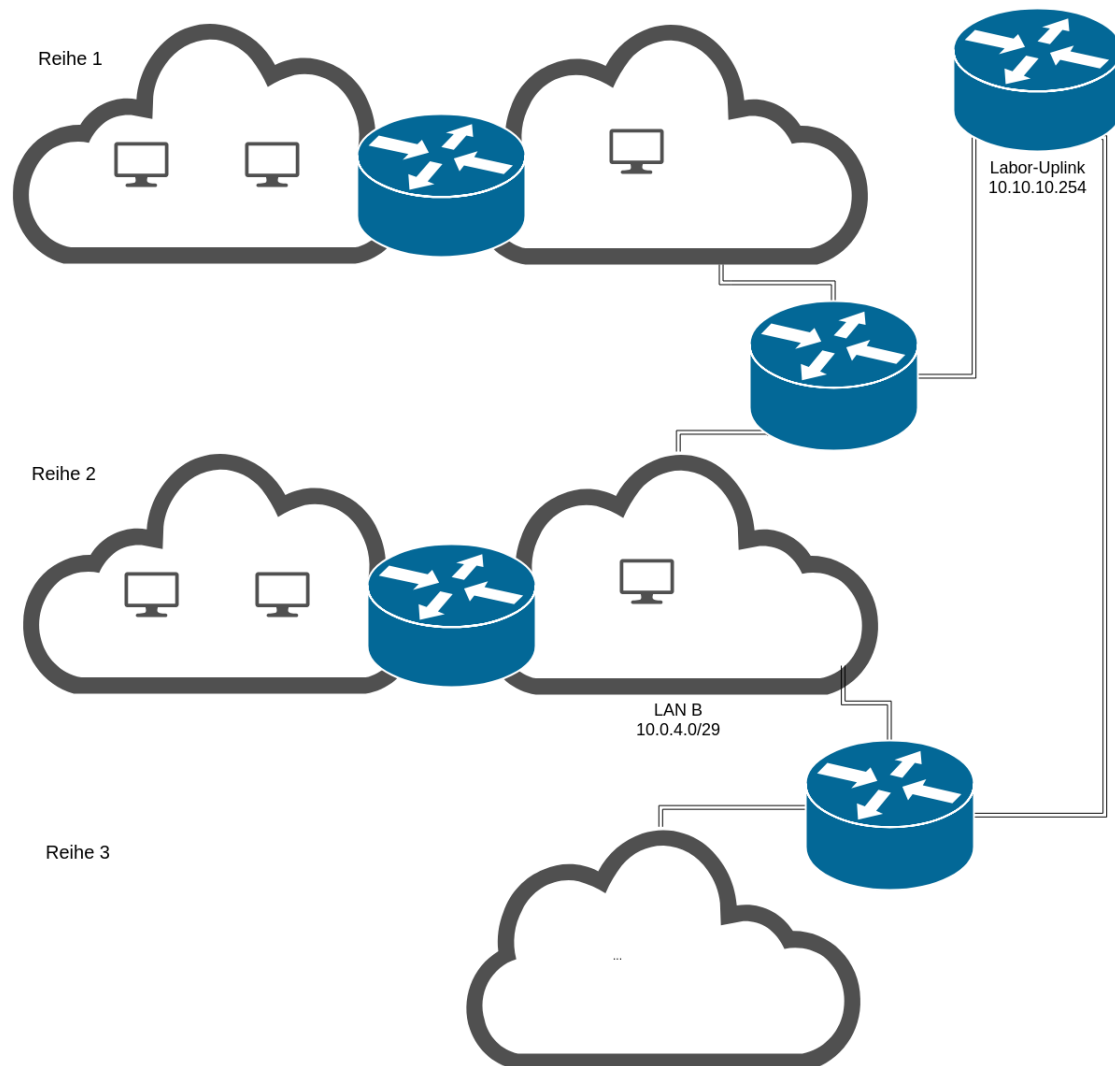 Reihe 1
Labor-Uplink
10.10.10.254
Reihe 2
LAN B
10.0.4.0/29
Reihe 3
...